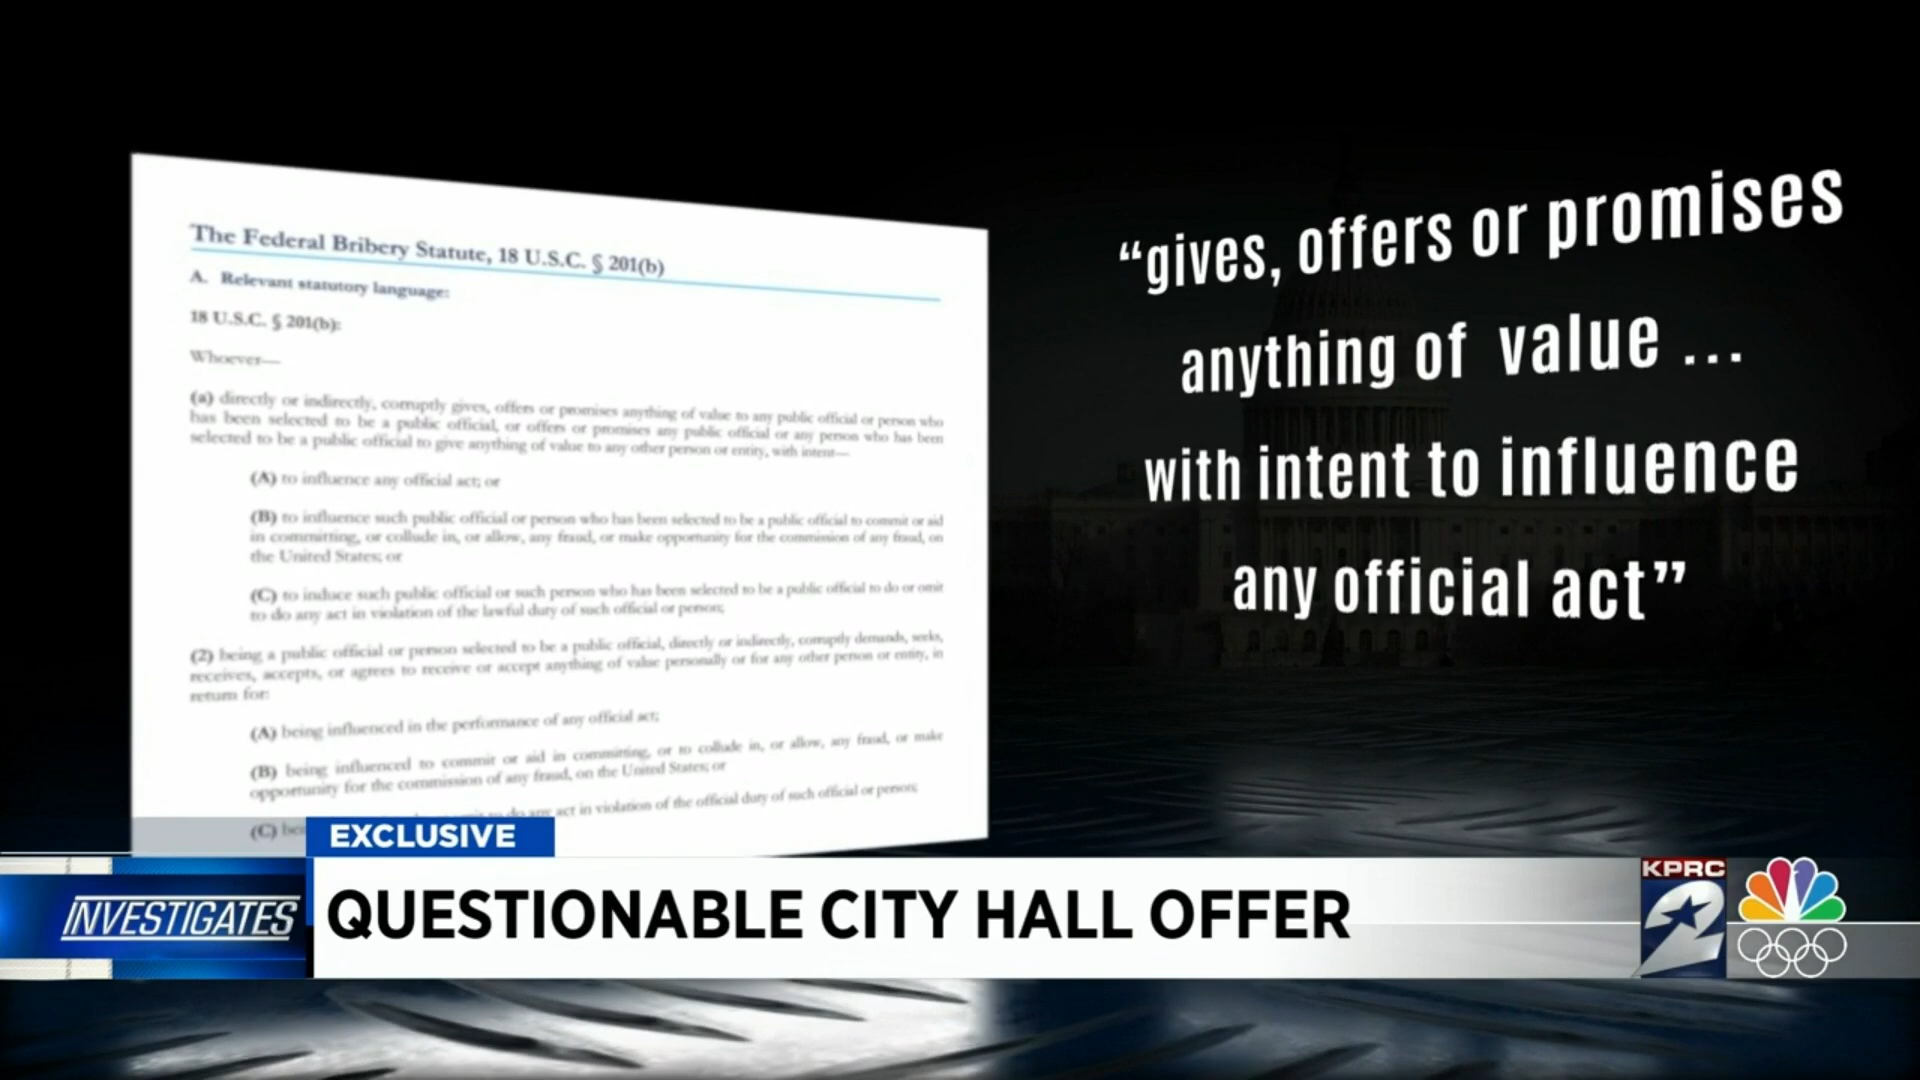 The Federal Bribery Statute, 18 U.S.C. § 201(b)
A. Relevant statutory language:
18 U.S.C. § 201(b):
Whoever—
(a) directly or indirectly, corruptly gives, offers or promises anything of value to any public official or person who
has been selected to be a public official, or offers or promises any public official or any person who has been
selected to be a public official to give anything of value to any other person or entity, with intent—
(A) to influence any official act; or
(B) to influence such public official or person who has been selected to be a public official to commit or aid
in committing, or collude in, or allow, any fraud, or make opportunity for the commission of any fraud, on
the United States; or
(C) to induce such public official or such person who has been selected to be a public official to do or omit
to do any act in violation of the lawful duty of such official or person;
(2) being a public official or person selected to be a public official, directly or indirectly, corruptly demands, seeks,
receives, accepts, or agrees to receive or accept anything of value personally or for any other person or entity, in
return for:
(A) being influenced in the performance of any official act;
(B) being influenced to commit or aid in committing, or to collude in, or allow, any fraud, or make
opportunity for the commission of any fraud, on the United States; or
(C) to do any act in violation of the official duty of such official or person;
“gives, offers or promises
anything of value ...
with intent to influence
any official act”
EXCLUSIVE
INVESTIGATES
QUESTIONABLE CITY HALL OFFER
KPRC
2